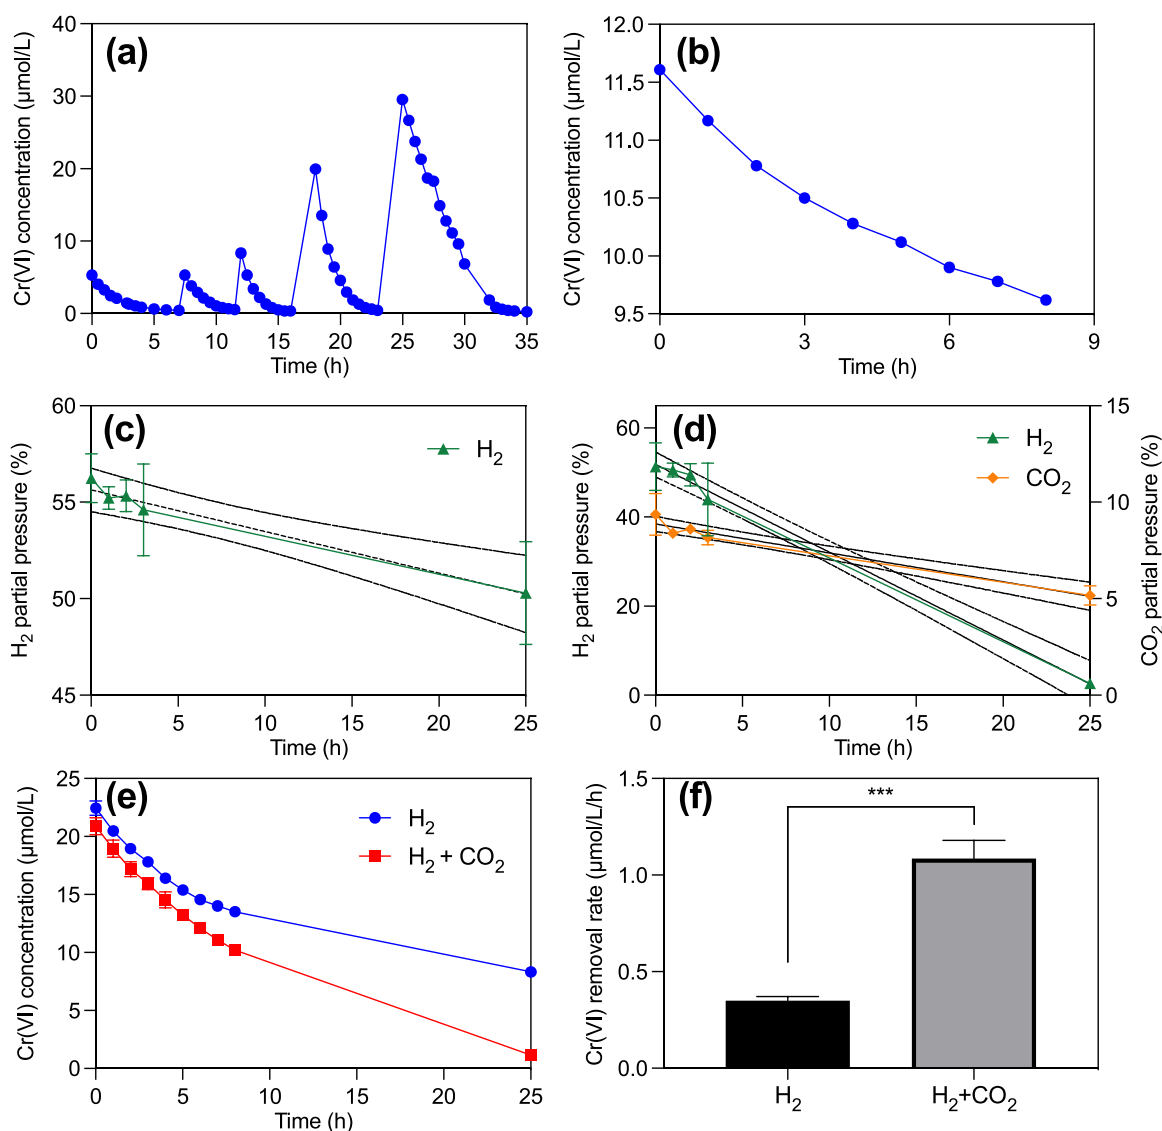 (a)
Cr(VI) concentration (µmol/L)
40
30
20
10
0
0 5 10 15 20 25 30 35
Time (h)
(b)
Cr(VI) concentration (µmol/L)
12.0
11.5
11.0
10.5
10.0
9.5
0 3 6 9
Time (h)
(c)
H₂ partial pressure (%)
60
55
50
45
0 5 10 15 20 25
Time (h)
H₂
(d)
H₂ partial pressure (%)
60
40
20
0
0 5 10 15 20 25
Time (h)
H₂
CO₂
15
10
5
0
CO₂ partial pressure (%)
(e)
Cr(VI) concentration (µmol/L)
25
20
15
10
5
0
0 5 10 15 20 25
Time (h)
H₂
H₂ + CO₂
(f)
Cr(VI) removal rate (µmol/L/h)
1.5
1.0
0.5
0.0
***
H₂ H₂+CO₂